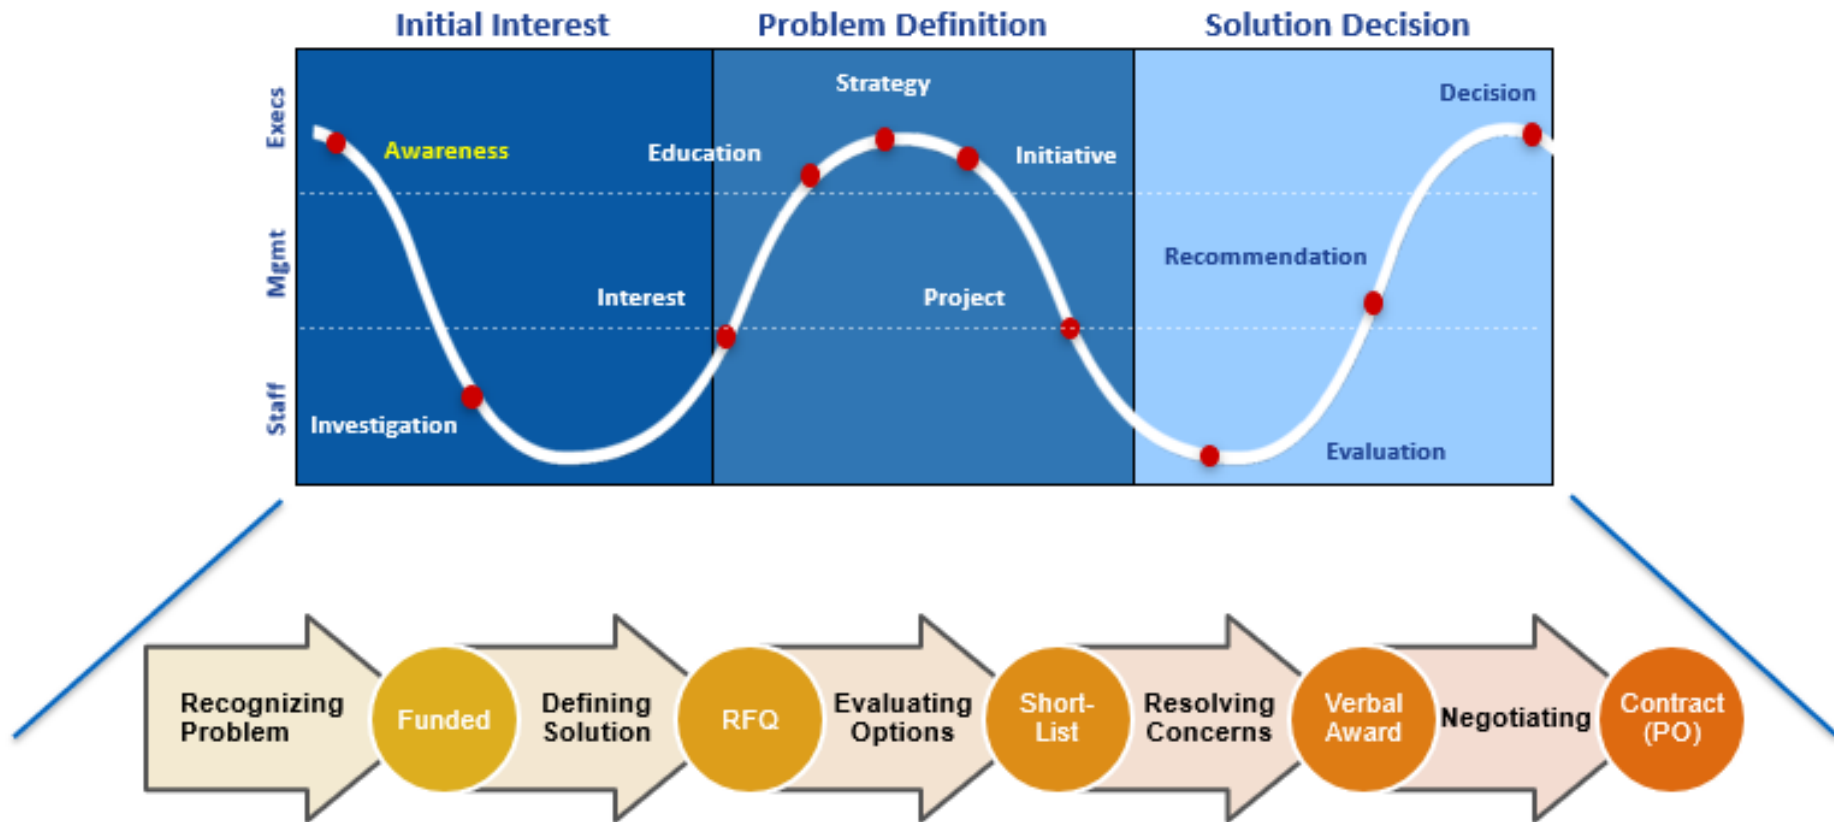 Initial Interest
Problem Definition
Solution Decision
Execs
Mgmt
Staff
Awareness
Investigation
Interest
Education
Strategy
Initiative
Project
Evaluation
Recommendation
Decision
Recognizing
Problem
Funded
Defining
Solution
RFQ
Evaluating
Options
Short-
List
Resolving
Concerns
Verbal
Award
Negotiating
Contract
(PO)